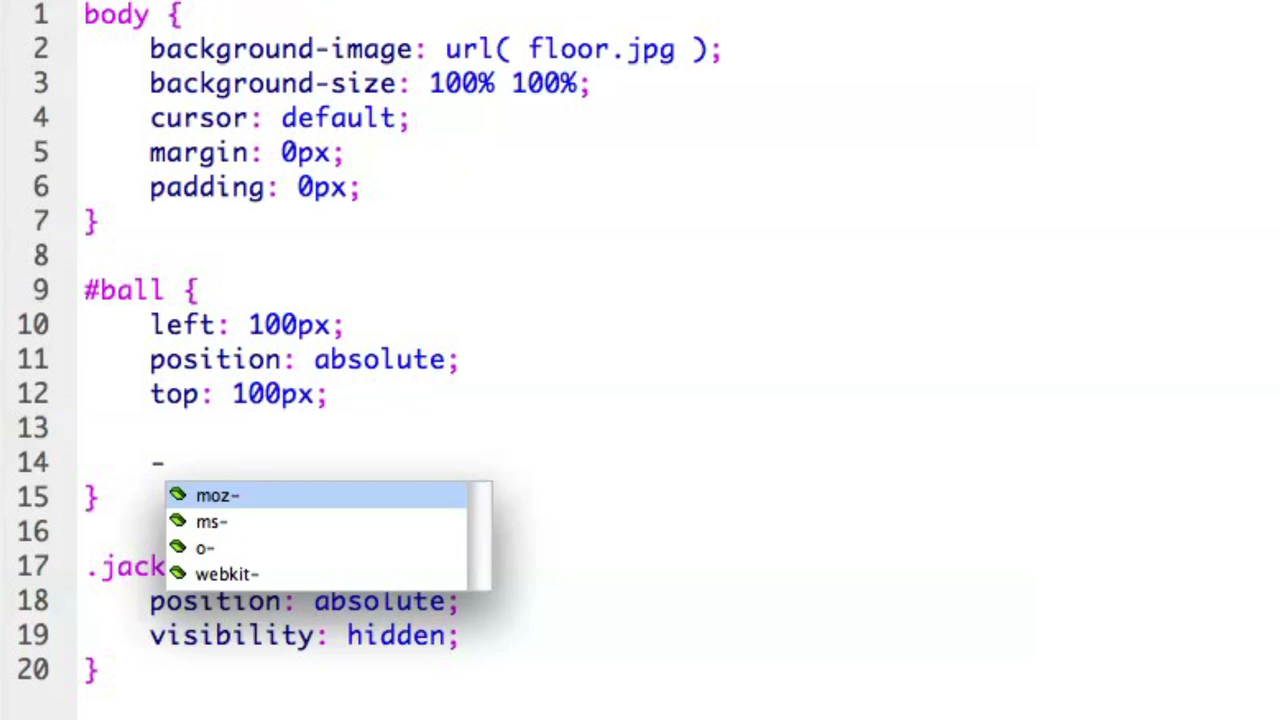 1 body {
2 background-image: url( floor.jpg );
3 background-size: 100% 100%;
4 cursor: default;
5 margin: 0px;
6 padding: 0px;
7 }
8
9 #ball {
10 left: 100px;
11 position: absolute;
12 top: 100px;
13
14 -
moz-
15 }
ms-
16
o-
17 .jack
webkit-
18 position: absolute;
19 visibility: hidden;
20 }